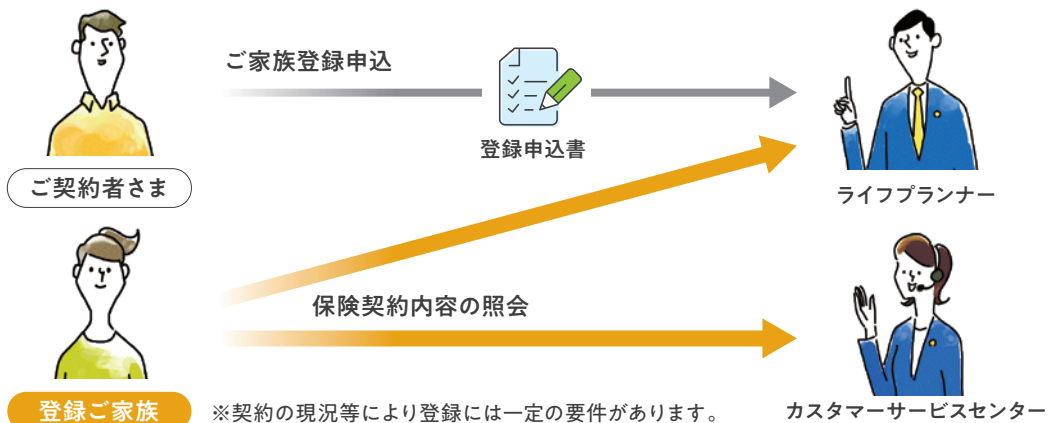 ご家族登録申込
登録申込書
ご契約者さま
ライフプランナー
保険契約内容の照会
登録ご家族
※契約の現況等により登録には一定の要件があります。
カスタマーサービスセンター